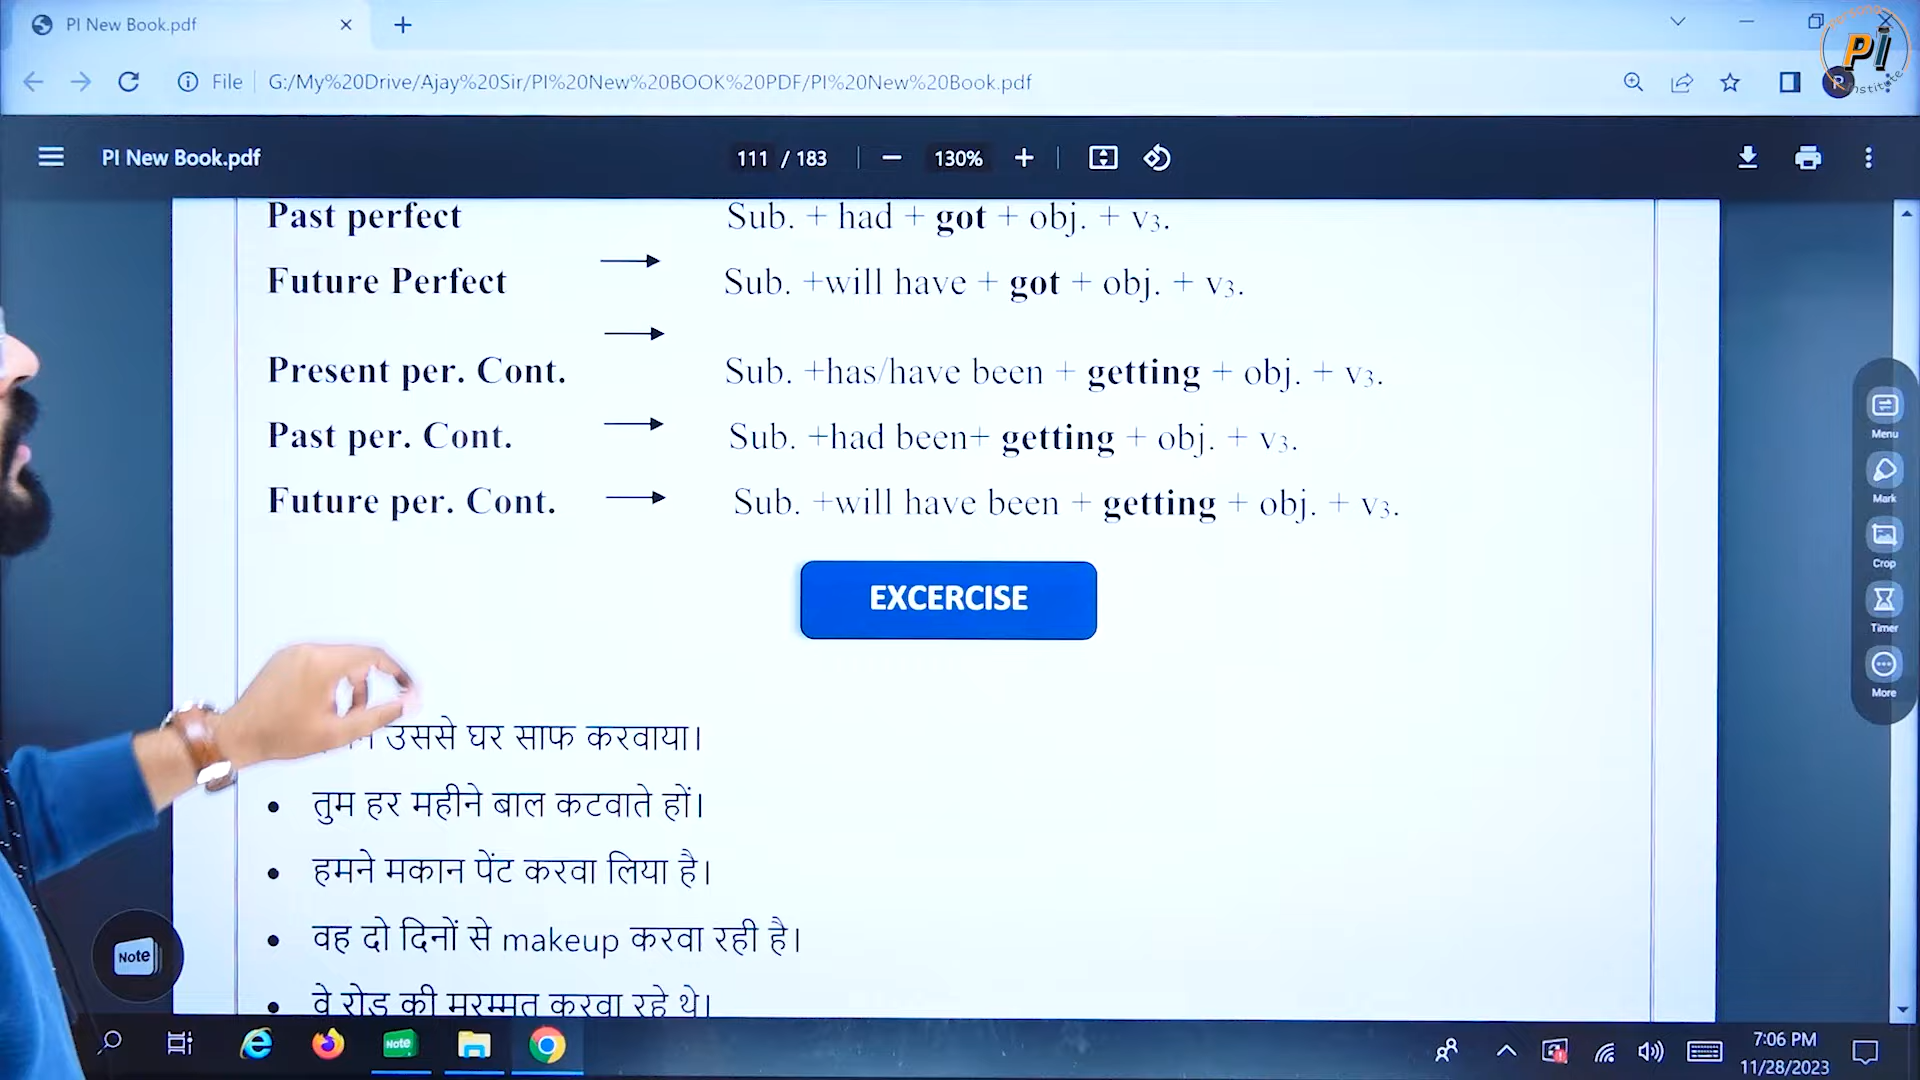 PI New Book.pdf
File G:/My%20Drive/Ajay%20Sir/PI%20New%20BOOK%20PDF/PI%20New%20Book.pdf
PI
Institute
PI New Book.pdf 111 / 183 130%
Past perfect Sub. + had + got + obj. + v3.
Future Perfect Sub. +will have + got + obj. + v3.
Present per. Cont. Sub. +has/have been + getting + obj. + v3.
Past per. Cont. Sub. +had been+ getting + obj. + v3.
Future per. Cont. Sub. +will have been + getting + obj. + v3.
EXCERCISE
उससे घर साफ करवाया।
• तुम हर महीने बाल कटवाते हों।
• हमने मकान पेंट करवा लिया है।
• वह दो दिनों से makeup करवा रही है।
• वे रोड की मरम्मत करवा रहे थे।
Menu
Mark
Crop
Timer
More
Note
Note
7:06 PM
11/28/2023